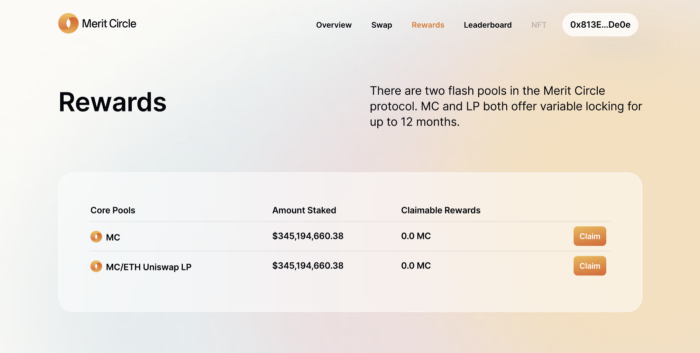 Merit Circle
Overview Swap Rewards Leaderboard NFT 0x813E...De0e
Rewards
There are two flash pools in the Merit Circle
protocol. MC and LP both offer variable locking for
up to 12 months.
Core Pools Amount Staked Claimable Rewards
MC $345,194,660.38 0.0 MC Claim
MC/ETH Uniswap LP $345,194,660.38 0.0 MC Claim